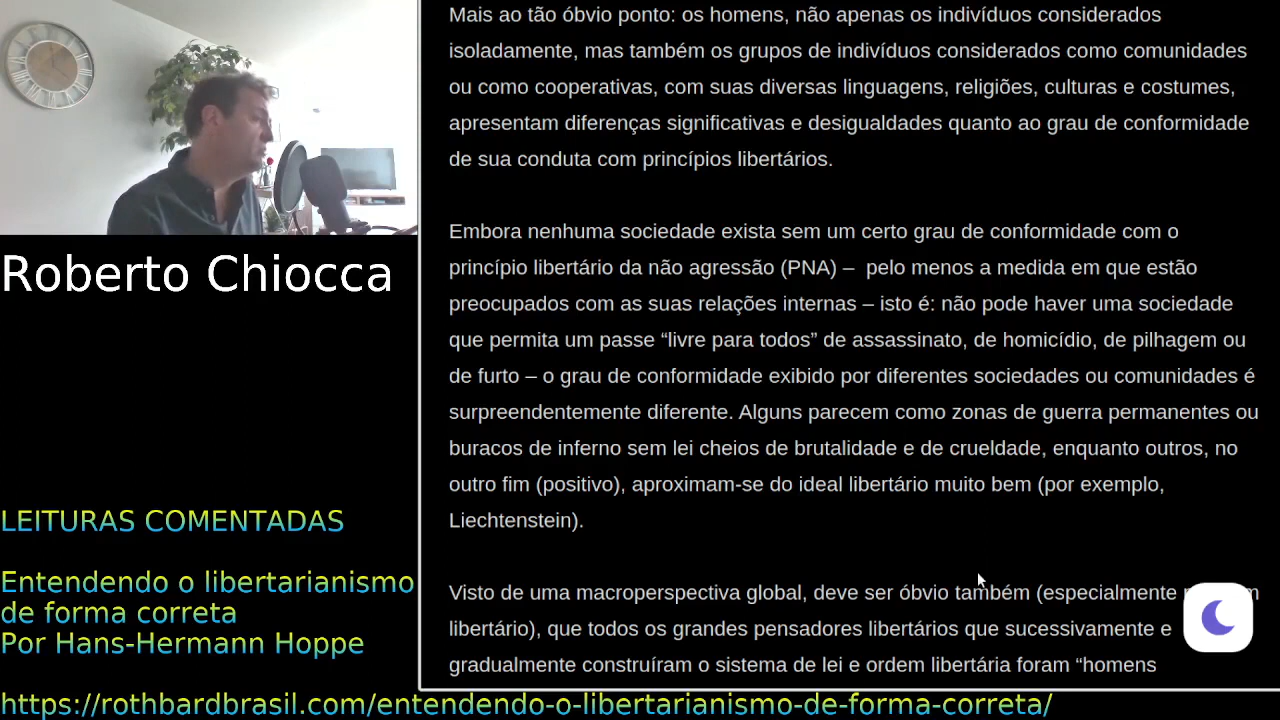 Mais ao tão óbvio ponto: os homens, não apenas os indivíduos considerados
isoladamente, mas também os grupos de indivíduos considerados como comunidades
ou como cooperativas, com suas diversas linguagens, religiões, culturas e costumes,
apresentam diferenças significativas e desigualdades quanto ao grau de conformidade
de sua conduta com princípios libertários.
Embora nenhuma sociedade exista sem um certo grau de conformidade com o
princípio libertário da não agressão (PNA) – pelo menos a medida em que estão
preocupados com as suas relações internas – isto é: não pode haver uma sociedade
que permita um passe “livre para todos” de assassinato, de homicídio, de pilhagem ou
de furto – o grau de conformidade exibido por diferentes sociedades ou comunidades é
surpreendentemente diferente. Alguns parecem como zonas de guerra permanentes ou
buracos de inferno sem lei cheios de brutalidade e de crueldade, enquanto outros, no
outro fim (positivo), aproximam-se do ideal libertário muito bem (por exemplo,
Liechtenstein).
Visto de uma macroperspectiva global, deve ser óbvio também (especialmente
libertário), que todos os grandes pensadores libertários que sucessivamente e
gradualmente construíram o sistema de lei e ordem libertária foram “homens
Roberto Chiocca
LEITURAS COMENTADAS
Entendendo o libertarianismo
de forma correta
Por Hans-Hermann Hoppe
https://rothbardbrasil.com/entendendo-o-libertarianismo-de-forma-correta/